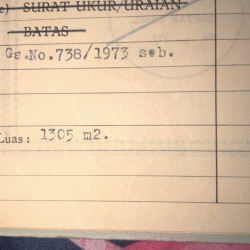 c) SURAT UKUR/URAIAN
BATAS
Gs.No.738/1973 seb.
Luas: 1305 m2.